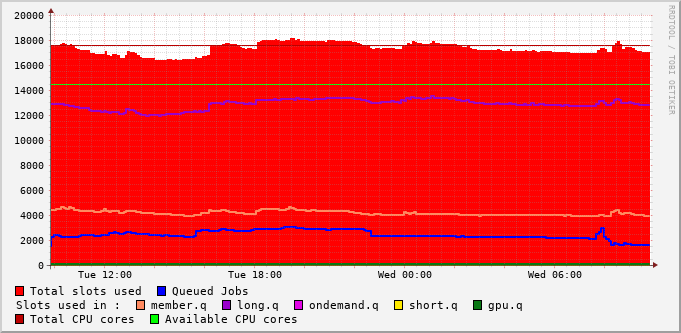 RRDTOOL / TOBI OETIKER
20000
18000
16000
14000
12000
10000
8000
6000
4000
2000
0
Tue 12:00 Tue 18:00 Wed 00:00 Wed 06:00
Total slots used Queued Jobs
Slots used in : member.q long.q ondemand.q short.q gpu.q
Total CPU cores Available CPU cores